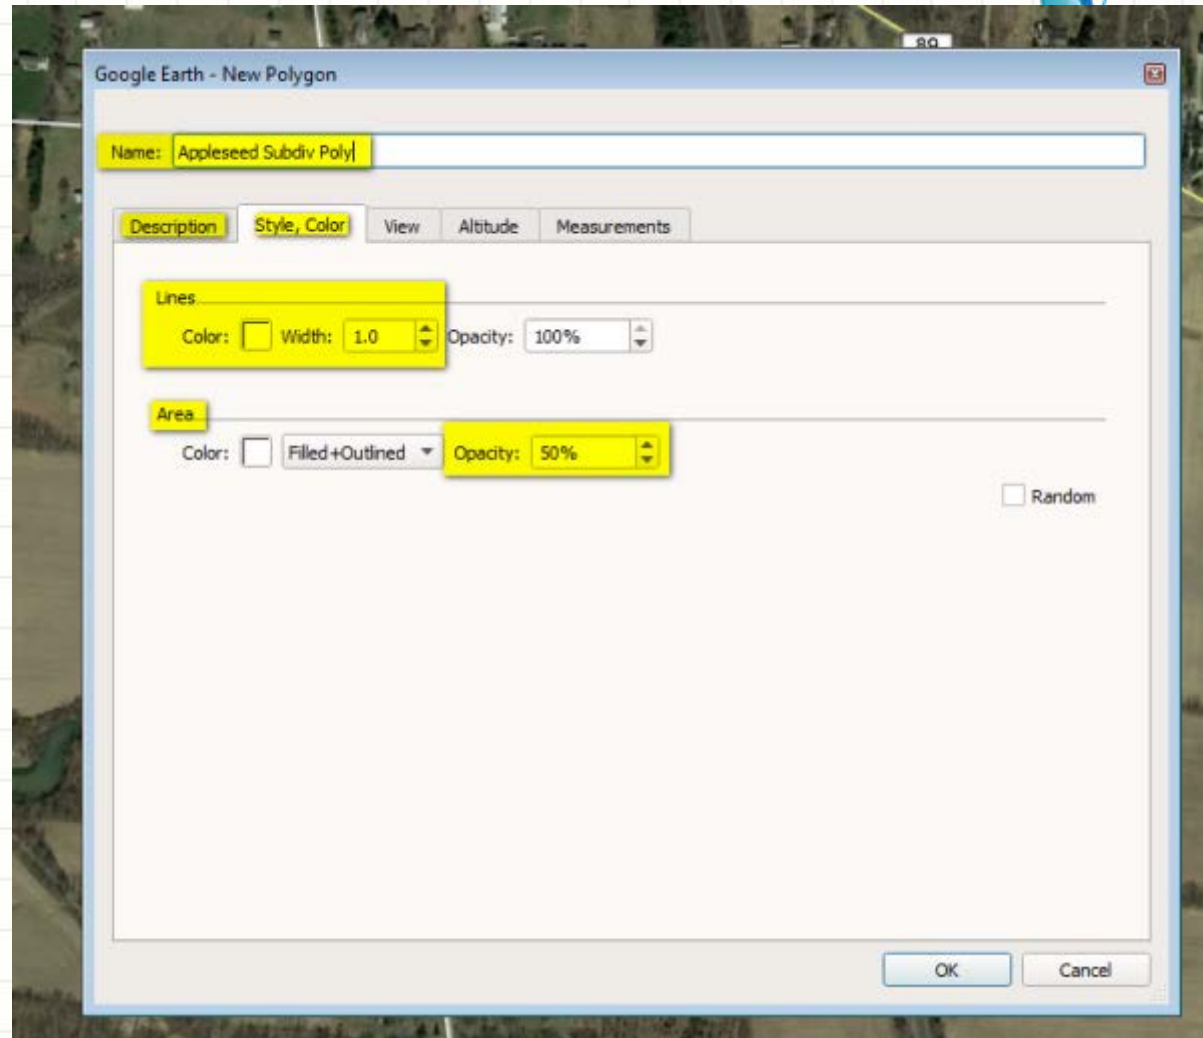 89
Google Earth - New Polygon
Name: Appleseed Subdiv Poly
Description Style, Color View Altitude Measurements
Lines
Color: Width: 1.0 Opacity: 100%
Area
Color: Filled+Outlined Opacity: 50%
Random
OK Cancel